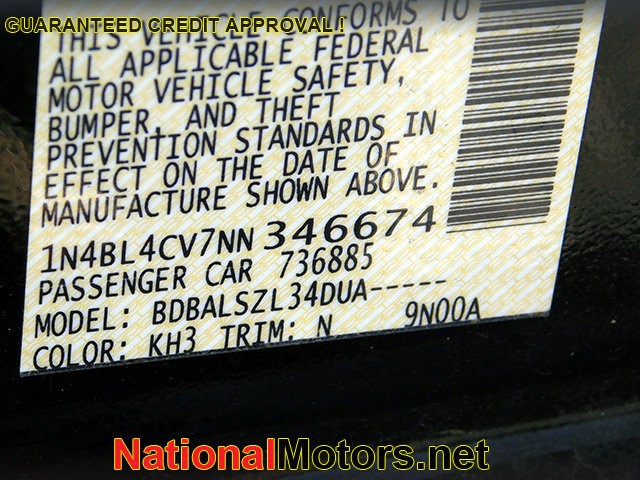 GUARANTEED CREDIT APPROVAL!
THIS VEHICLE CONFORMS TO
ALL APPLICABLE FEDERAL
MOTOR VEHICLE SAFETY,
BUMPER, AND THEFT
PREVENTION STANDARDS IN
EFFECT ON THE DATE OF
MANUFACTURE SHOWN ABOVE.
1N4BL4CV7NN346674
PASSENGER CAR 736885
MODEL: BDBALSZL34DUA-----
COLOR: KH3 TRIM: N 9N00A
NationalMotors.net